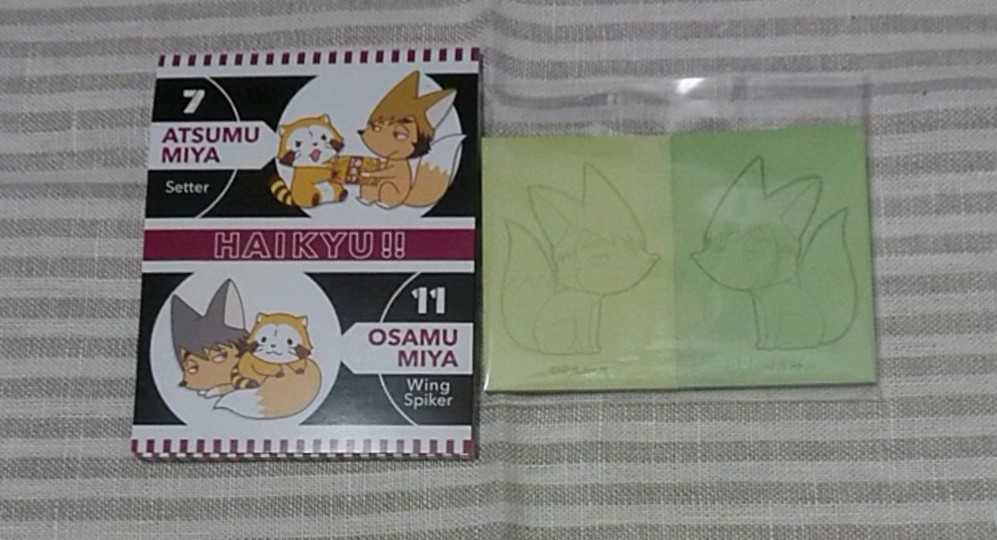 7
ATSUMU
MIYA
Setter
HAIKYU!!
11
OSAMU
MIYA
Wing
Spiker